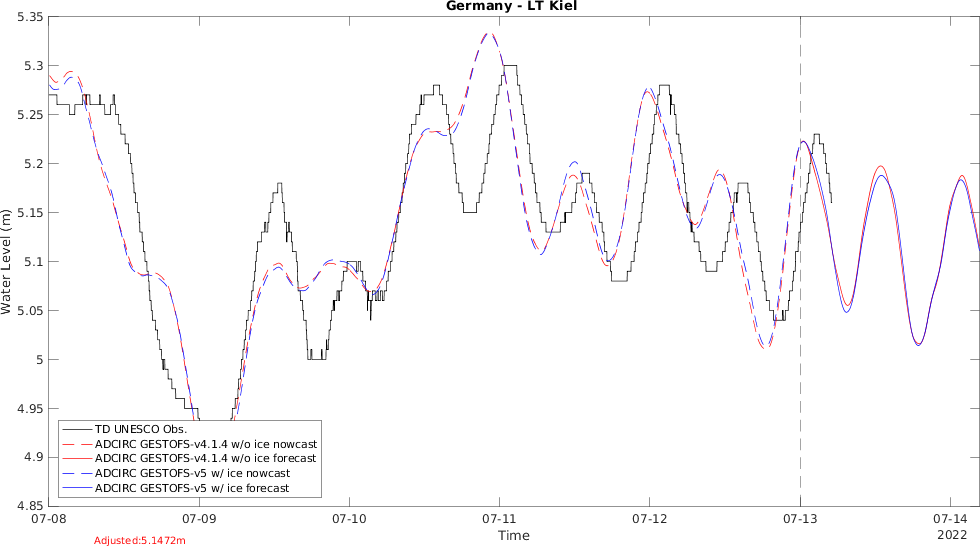 Germany - LT Kiel
5.35
5.3
5.25
5.2
5.15
5.1
5.05
5
4.95
4.9
4.85
Water Level (m)
TD UNESCO Obs.
ADCIRC GESTOFS-v4.1.4 w/o ice nowcast
ADCIRC GESTOFS-v4.1.4 w/o ice forecast
ADCIRC GESTOFS-v5 w/ ice nowcast
ADCIRC GESTOFS-v5 w/ ice forecast
07-08 07-09 07-10 07-11 07-12 07-13 07-14
Time
2022
Adjusted:5.1472m